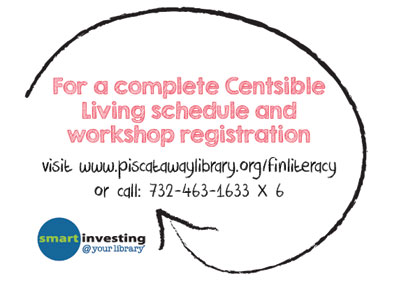 For a complete Centsible
Living schedule and
workshop registration
visit www.piscatawaylibrary.org/finliteracy
or call: 732-463-1633 X 6
smart investing
@ your library®